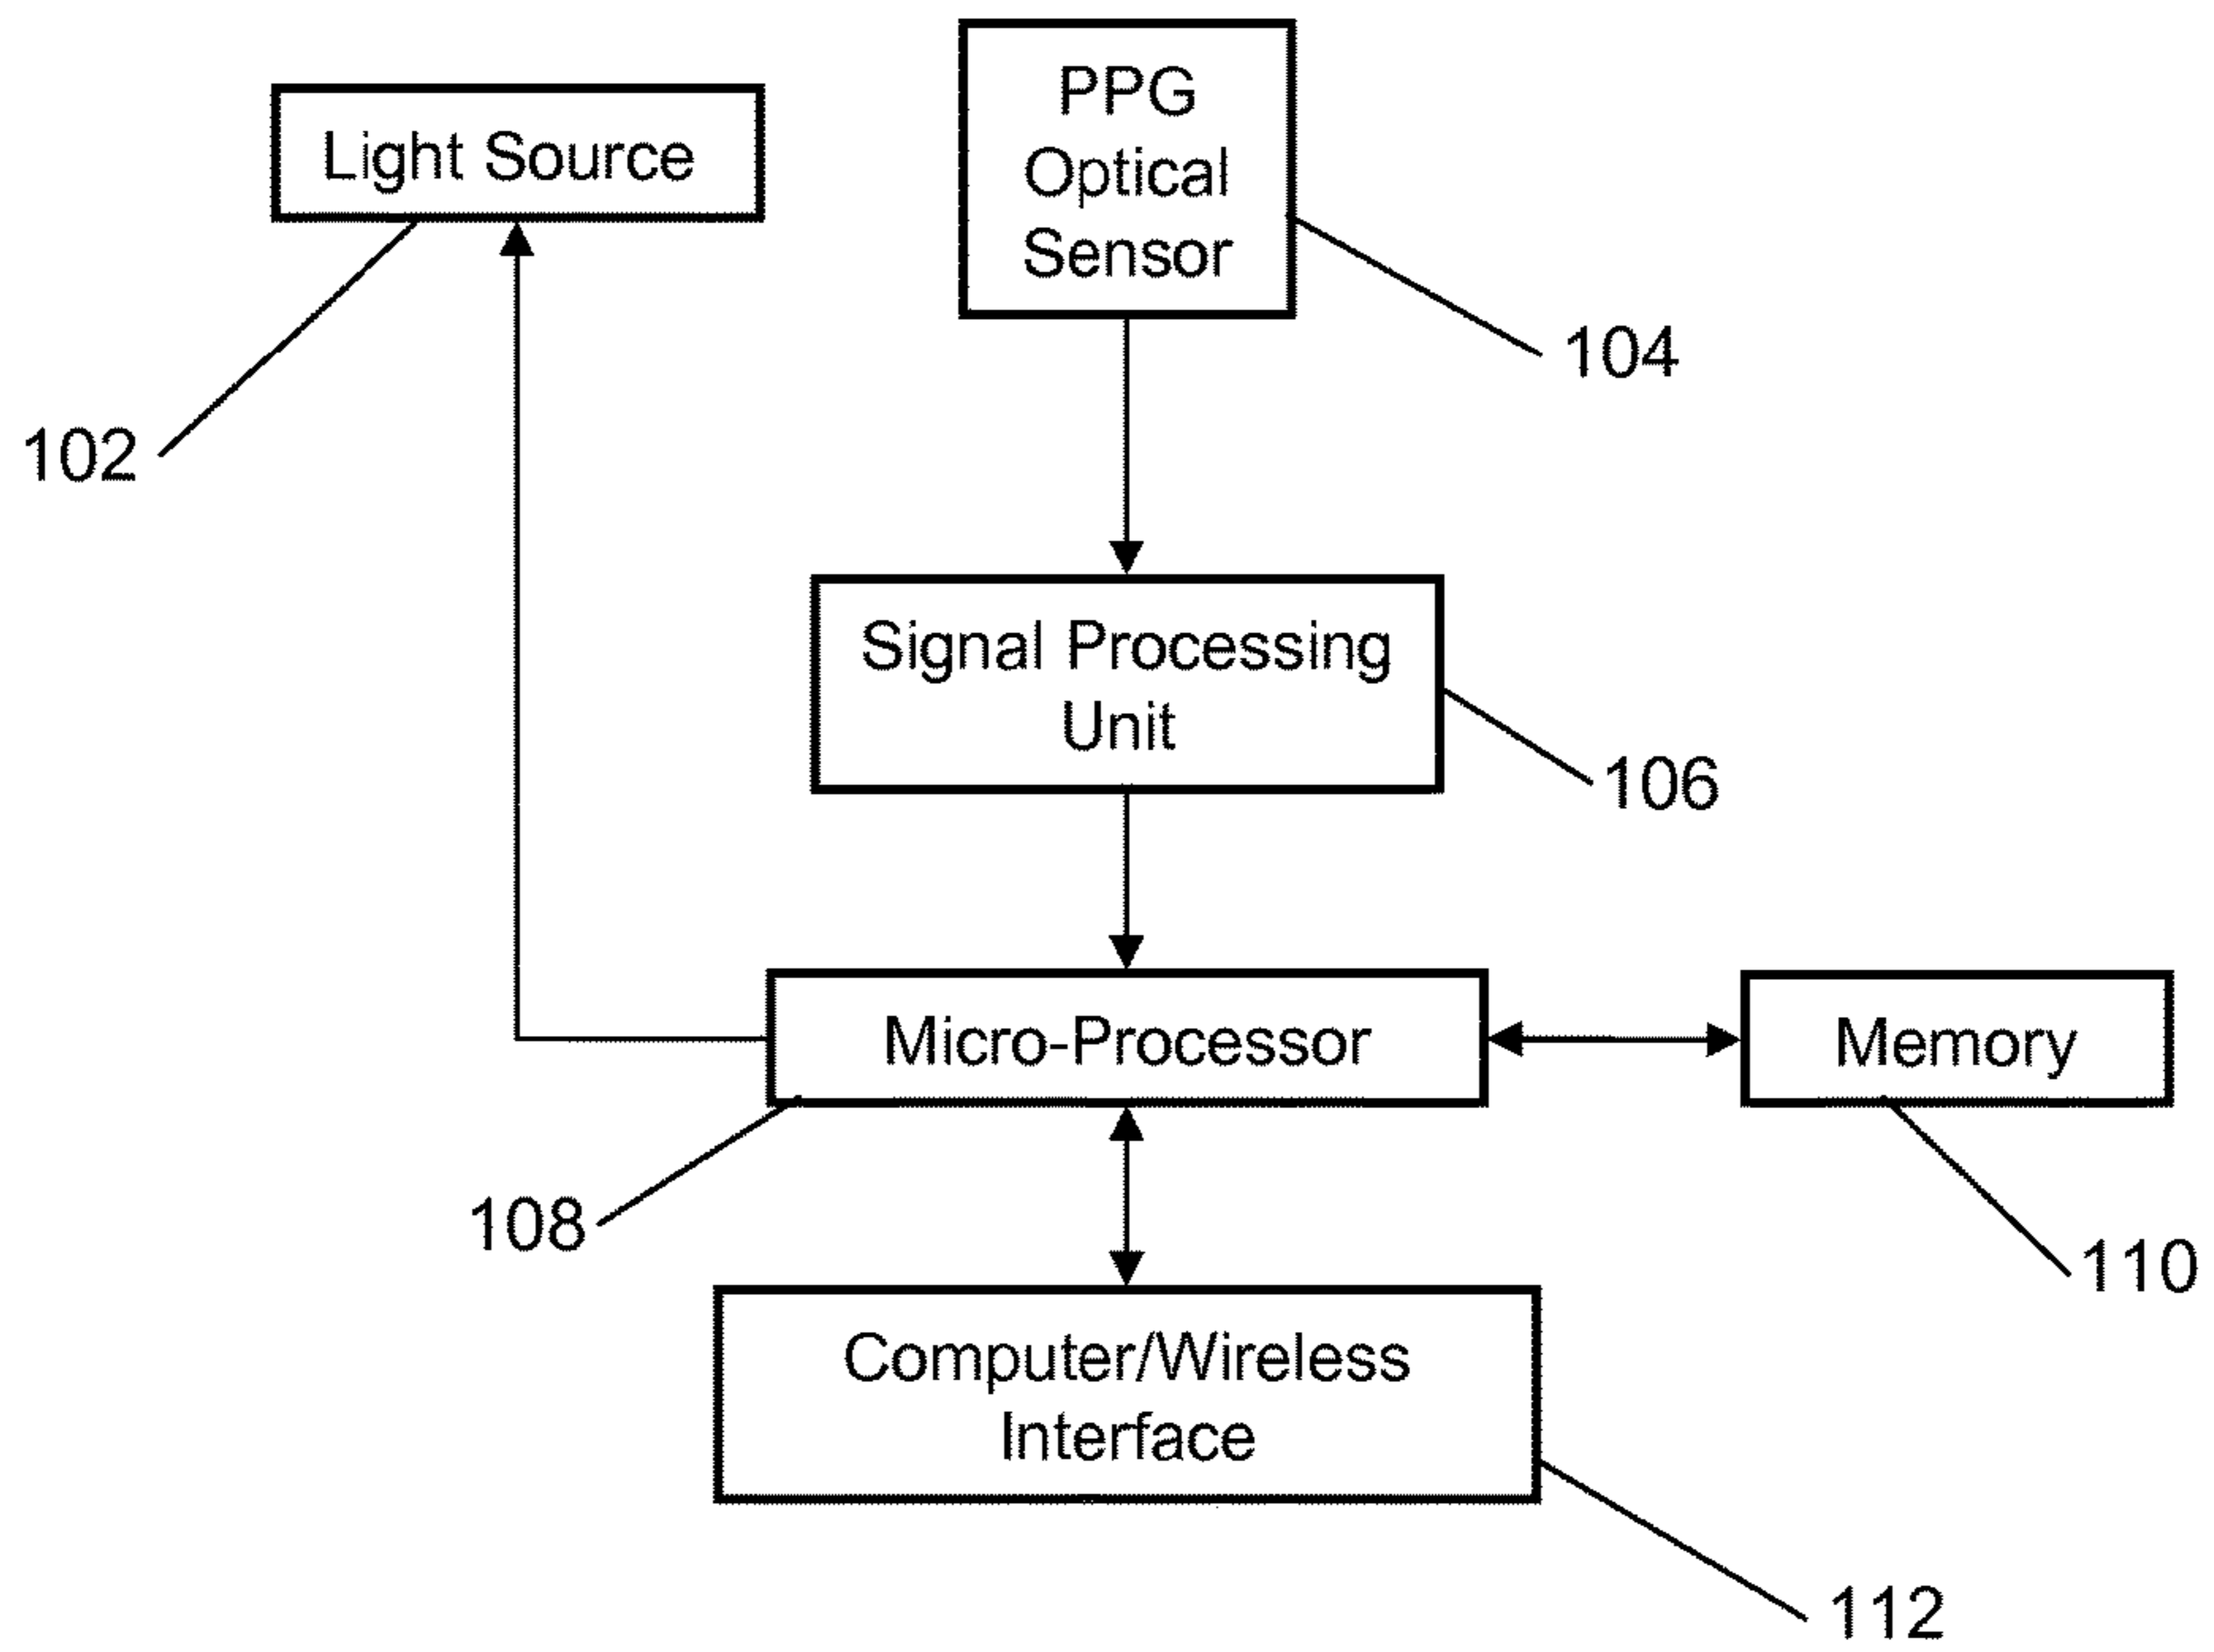 PPG
Optical
Sensor
Light Source
104
102
Signal Processing
Unit
106
Micro-Processor
Memory
108
110
Computer/Wireless
Interface
112